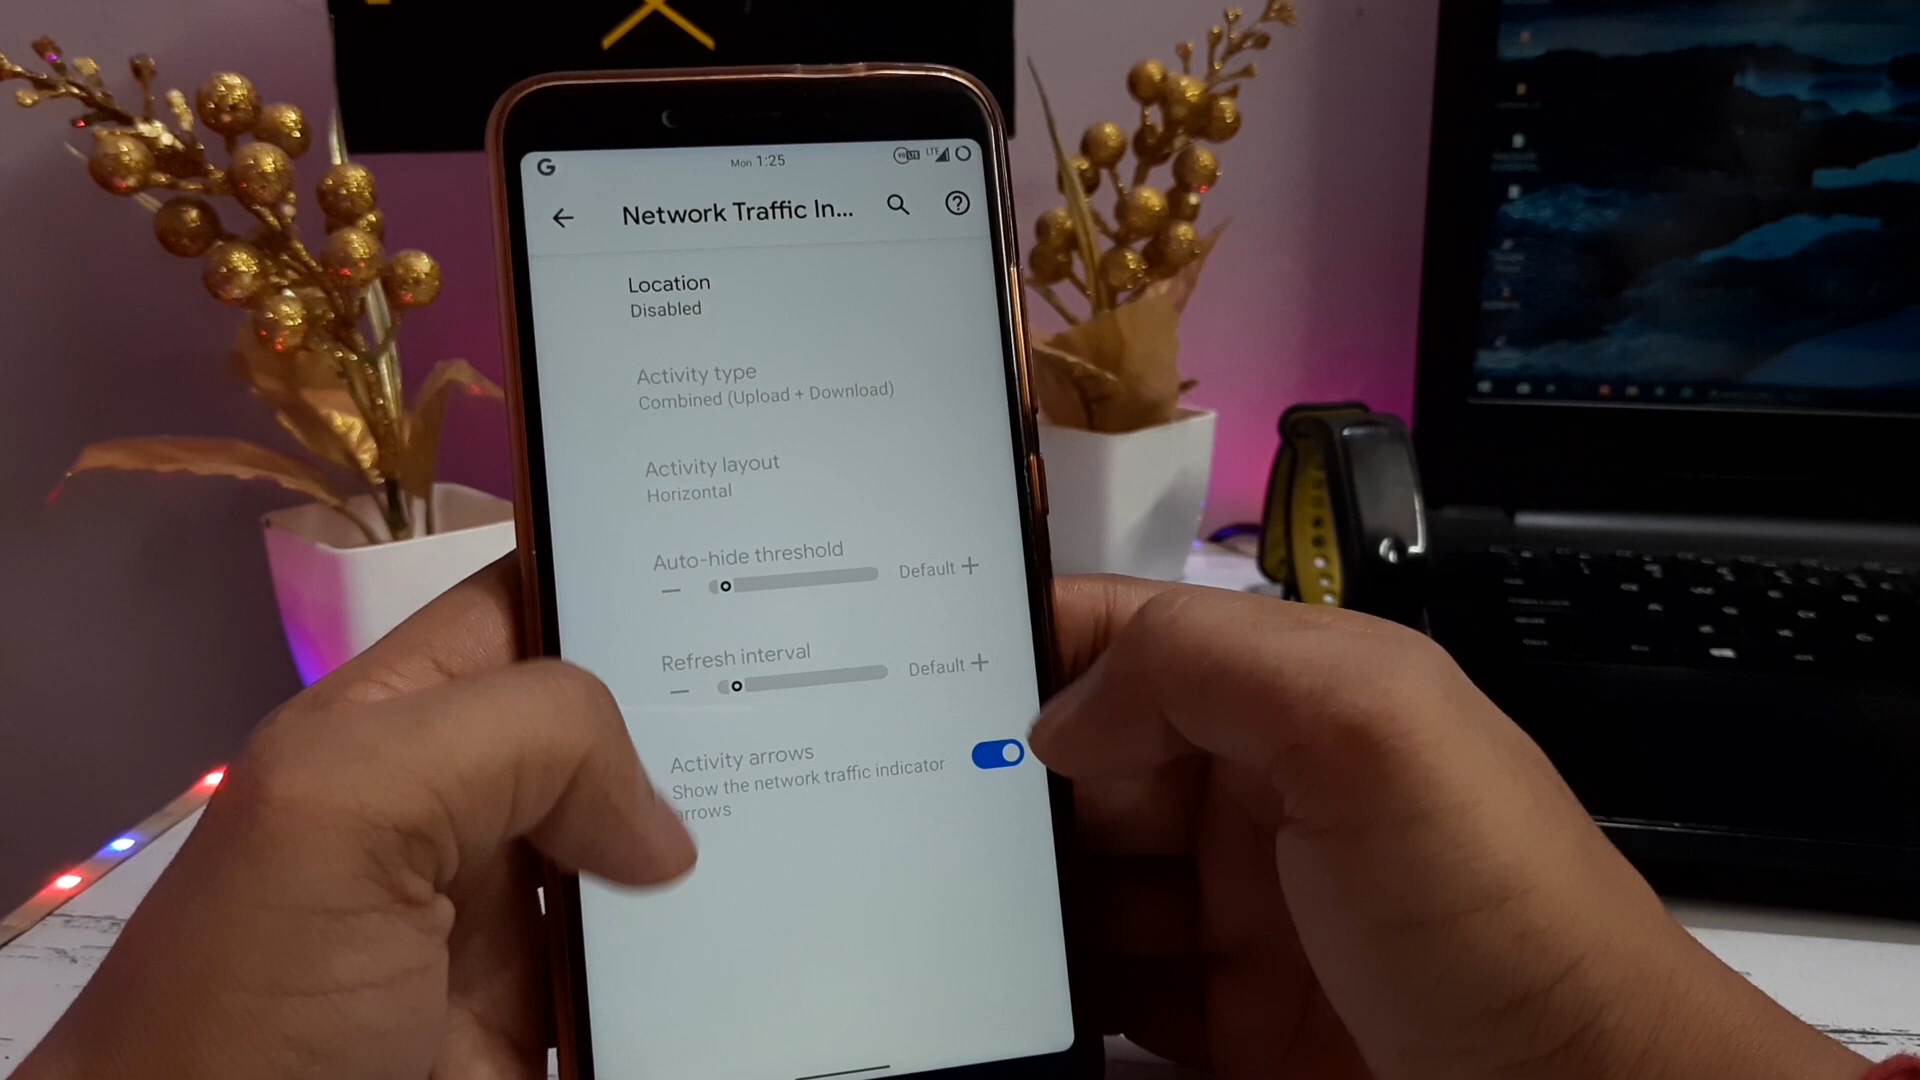 G Mon 1:25 LTE
Network Traffic In...
Location
Disabled
Activity type
Combined (Upload + Download)
Activity layout
Horizontal
Auto-hide threshold
Default
Refresh interval
Default
Activity arrows
Show the network traffic indicator
arrows